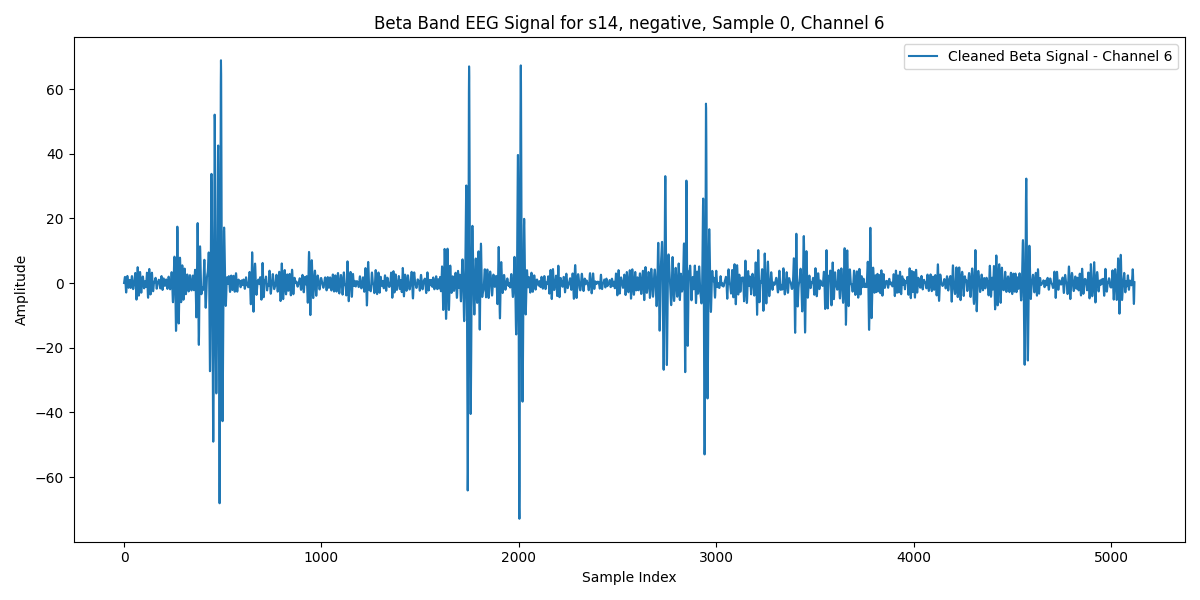 Beta Band EEG Signal for s14, negative, Sample 0, Channel 6
Cleaned Beta Signal - Channel 6
60
40
20
0
−20
−40
−60
Amplitude
0 1000 2000 3000 4000 5000
Sample Index